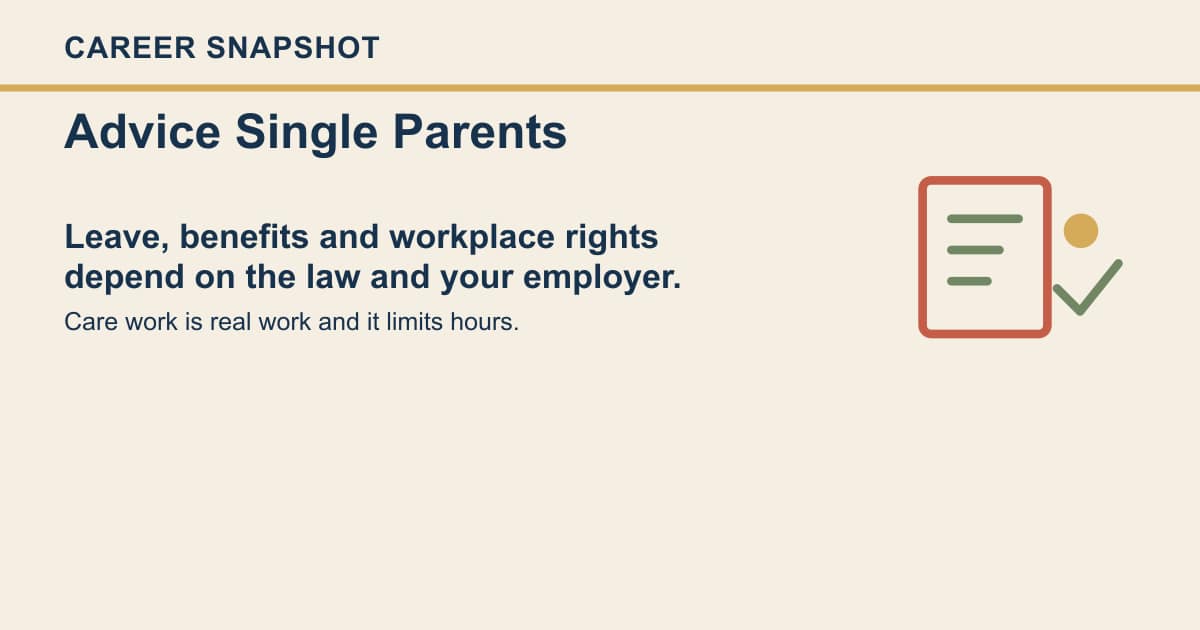 CAREER SNAPSHOT
Advice Single Parents
Leave, benefits and workplace rights
depend on the law and your employer.
Care work is real work and it limits hours.